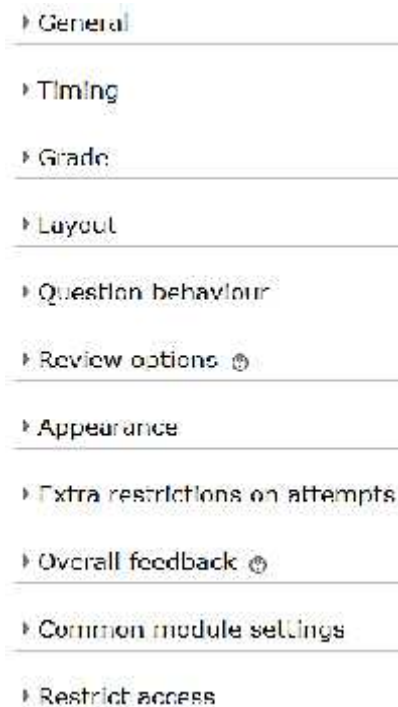 General
Timing
Grade
Layout
Question behaviour
Review options
Appearance
Extra restrictions on attempts
Overall feedback
Common module settings
Restrict access